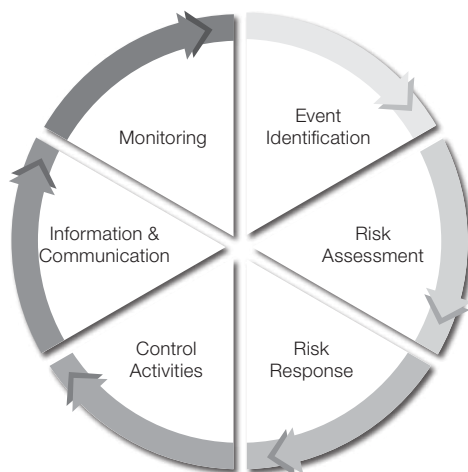 Event
Identification
Risk
Assessment
Risk
Response
Control
Activities
Information &
Communication
Monitoring